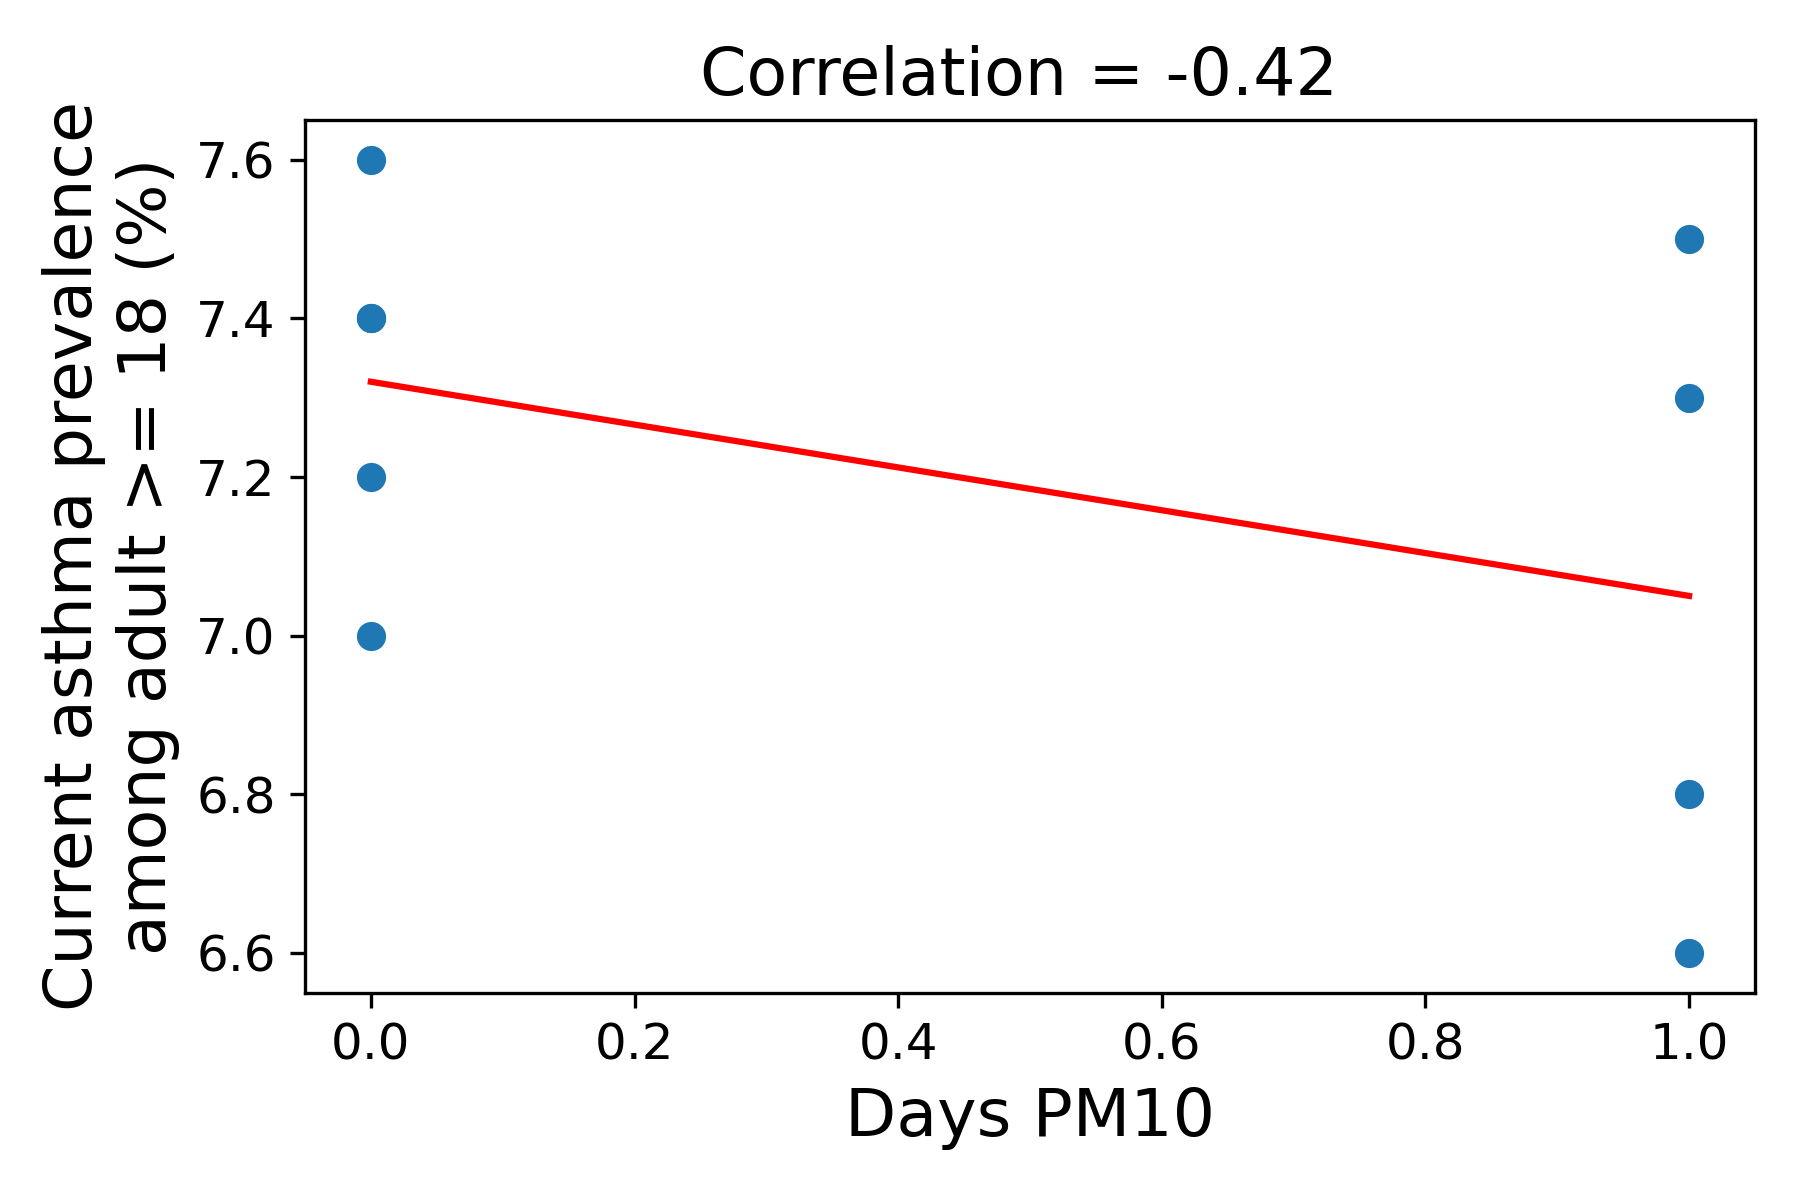 Correlation = -0.42
Current asthma prevalence
among adult >= 18 (%)
7.6
7.4
7.2
7.0
6.8
6.6
0.0 0.2 0.4 0.6 0.8 1.0
Days PM10